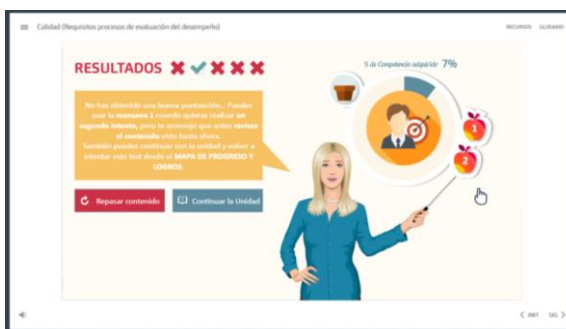 Calidad (Requisitos procesos de evaluación del desempeño)
RECURSOS GLOSARIO
RESULTADOS
% de Competencia adquirida: 7%
No has obtenido una buena puntuación... Puedes
usar la manzana 1 cuando quieras realizar un
segundo intento, pero te aconsejo que antes revises
el contenido visto hasta ahora.
También puedes continuar con la unidad y volver a
intentar este test desde el MAPA DE PROGRESO Y
LOGROS.
1
2
Repasar contenido
Continuar la Unidad
ANT SIG